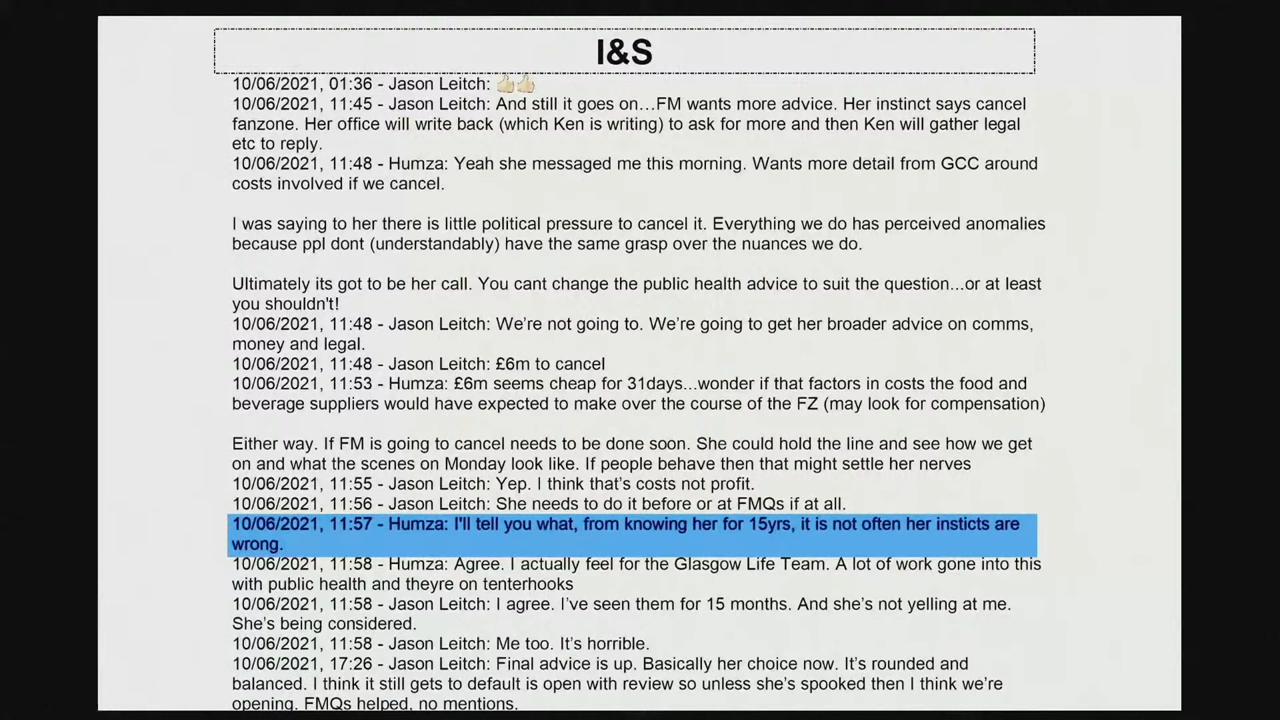 I&S
10/06/2021, 01:36 - Jason Leitch: 👍🏻👍🏻
10/06/2021, 11:45 - Jason Leitch: And still it goes on…FM wants more advice. Her instinct says cancel
fanzone. Her office will write back (which Ken is writing) to ask for more and then Ken will gather legal
etc to reply.
10/06/2021, 11:48 - Humza: Yeah she messaged me this morning. Wants more detail from GCC around
costs involved if we cancel.
I was saying to her there is little political pressure to cancel it. Everything we do has perceived anomalies
because ppl dont (understandably) have the same grasp over the nuances we do.
Ultimately its got to be her call. You cant change the public health advice to suit the question...or at least
you shouldn't!
10/06/2021, 11:48 - Jason Leitch: We’re not going to. We’re going to get her broader advice on comms,
money and legal.
10/06/2021, 11:48 - Jason Leitch: £6m to cancel
10/06/2021, 11:53 - Humza: £6m seems cheap for 31days...wonder if that factors in costs the food and
beverage suppliers would have expected to make over the course of the FZ (may look for compensation)
Either way. If FM is going to cancel needs to be done soon. She could hold the line and see how we get
on and what the scenes on Monday look like. If people behave then that might settle her nerves
10/06/2021, 11:55 - Jason Leitch: Yep. I think that’s costs not profit.
10/06/2021, 11:56 - Jason Leitch: She needs to do it before or at FMQs if at all.
10/06/2021, 11:57 - Humza: I'll tell you what, from knowing her for 15yrs, it is not often her insticts are
wrong.
10/06/2021, 11:58 - Humza: Agree. I actually feel for the Glasgow Life Team. A lot of work gone into this
with public health and theyre on tenterhooks
10/06/2021, 11:58 - Jason Leitch: I agree. I’ve seen them for 15 months. And she’s not yelling at me.
She’s being considered.
10/06/2021, 11:58 - Jason Leitch: Me too. It’s horrible.
10/06/2021, 17:26 - Jason Leitch: Final advice is up. Basically her choice now. It’s rounded and
balanced. I think it still gets to default is open with review so unless she’s spooked then I think we’re
opening. FMQs helped, no mentions.